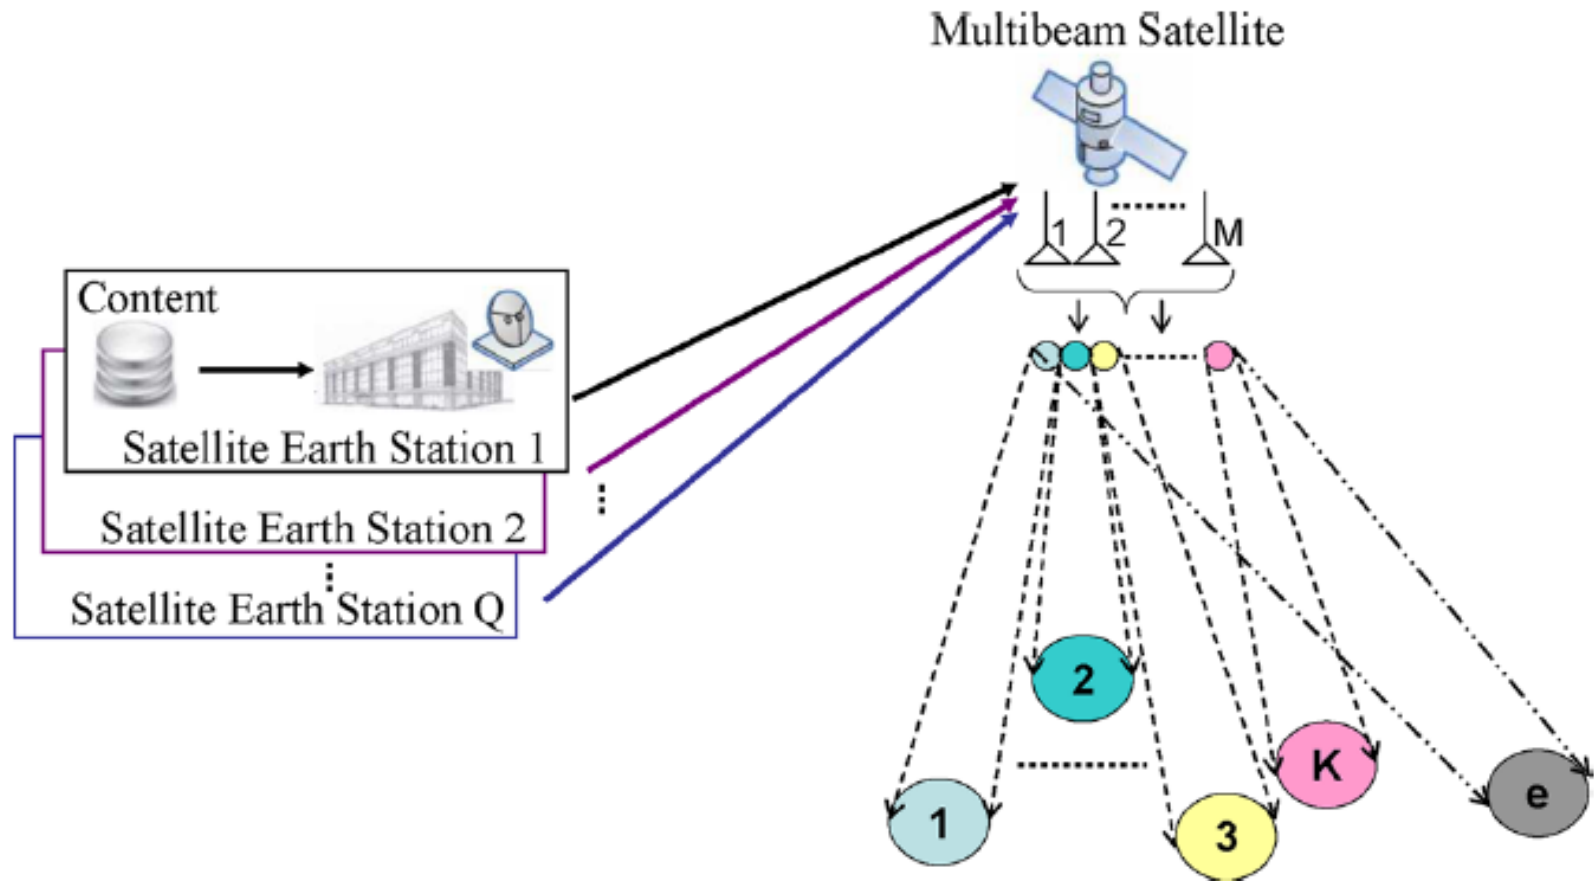 Multibeam Satellite
1
2
M
Content
Satellite Earth Station 1
Satellite Earth Station 2
Satellite Earth Station Q
2
K
e
1
3